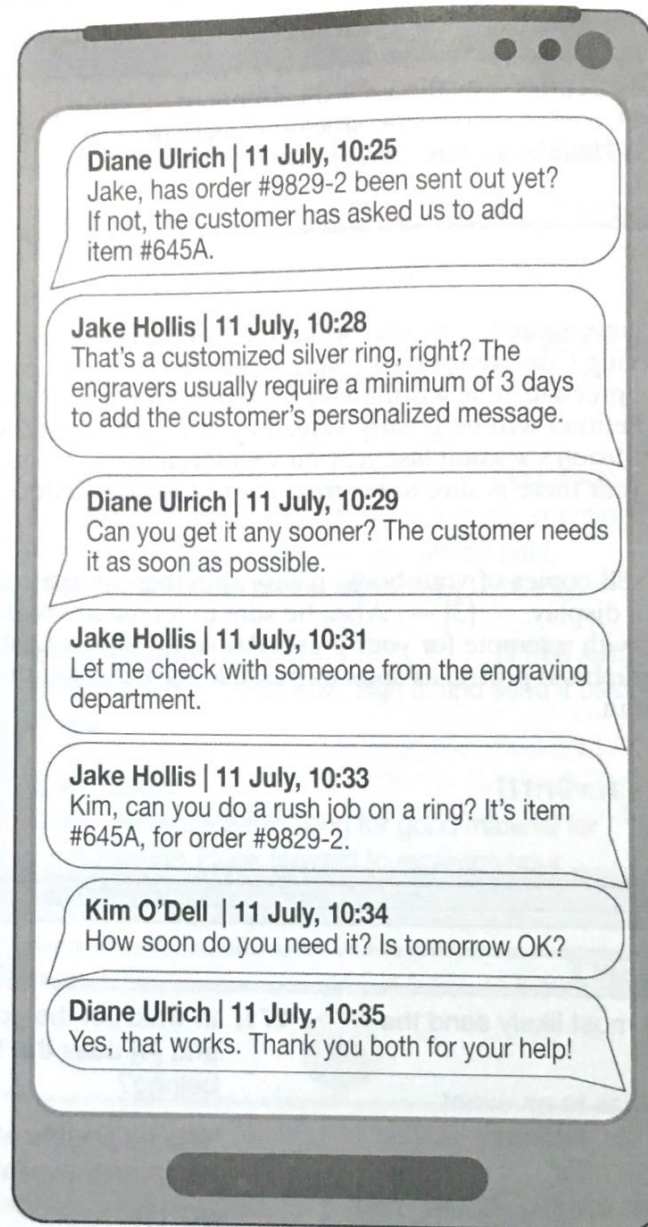 Diane Ulrich | 11 July, 10:25
Jake, has order #9829-2 been sent out yet?
If not, the customer has asked us to add
item #645A.
Jake Hollis | 11 July, 10:28
That's a customized silver ring, right? The
engravers usually require a minimum of 3 days
to add the customer's personalized message.
Diane Ulrich | 11 July, 10:29
Can you get it any sooner? The customer needs
it as soon as possible.
Jake Hollis | 11 July, 10:31
Let me check with someone from the engraving
department.
Jake Hollis | 11 July, 10:33
Kim, can you do a rush job on a ring? It's item
#645A, for order #9829-2.
Kim O'Dell | 11 July, 10:34
How soon do you need it? Is tomorrow OK?
Diane Ulrich | 11 July, 10:35
Yes, that works. Thank you both for your help!